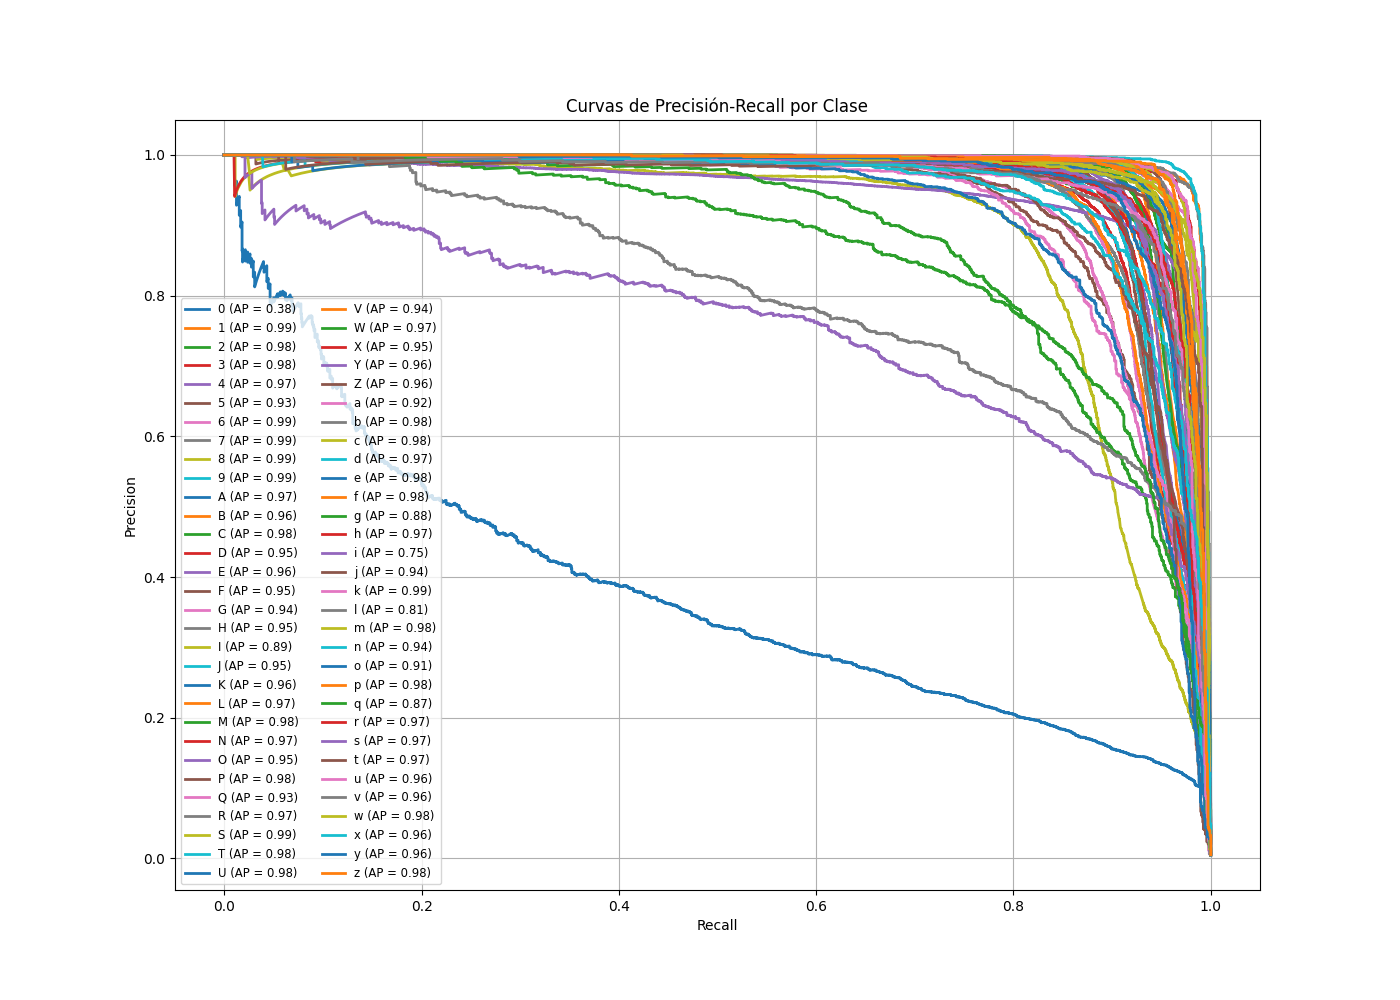 Curvas de Precisión-Recall por Clase
1.0
0.8
0.6
0.4
0.2
0.0
Precision
0 (AP = 0.38)
1 (AP = 0.99)
2 (AP = 0.98)
3 (AP = 0.98)
4 (AP = 0.97)
5 (AP = 0.93)
6 (AP = 0.99)
7 (AP = 0.99)
8 (AP = 0.99)
9 (AP = 0.99)
A (AP = 0.97)
B (AP = 0.96)
C (AP = 0.98)
D (AP = 0.95)
E (AP = 0.96)
F (AP = 0.95)
G (AP = 0.94)
H (AP = 0.95)
I (AP = 0.89)
J (AP = 0.95)
K (AP = 0.96)
L (AP = 0.97)
M (AP = 0.98)
N (AP = 0.97)
O (AP = 0.95)
P (AP = 0.98)
Q (AP = 0.93)
R (AP = 0.97)
S (AP = 0.99)
T (AP = 0.98)
U (AP = 0.98)
V (AP = 0.94)
W (AP = 0.97)
X (AP = 0.95)
Y (AP = 0.96)
Z (AP = 0.96)
a (AP = 0.92)
b (AP = 0.98)
c (AP = 0.98)
d (AP = 0.97)
e (AP = 0.98)
f (AP = 0.98)
g (AP = 0.88)
h (AP = 0.97)
i (AP = 0.75)
j (AP = 0.94)
k (AP = 0.99)
l (AP = 0.81)
m (AP = 0.98)
n (AP = 0.94)
o (AP = 0.91)
p (AP = 0.98)
q (AP = 0.87)
r (AP = 0.97)
s (AP = 0.97)
t (AP = 0.97)
u (AP = 0.96)
v (AP = 0.96)
w (AP = 0.98)
x (AP = 0.96)
y (AP = 0.96)
z (AP = 0.98)
0.0 0.2 0.4 0.6 0.8 1.0
Recall